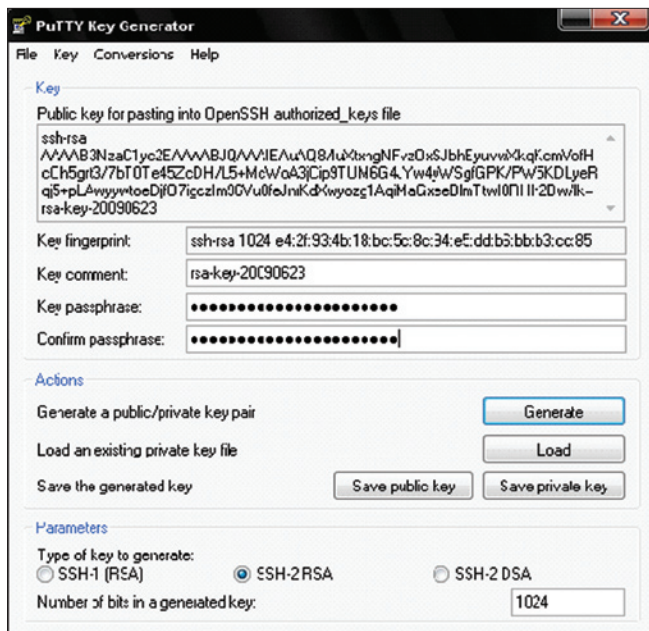 PuTTY Key Generator
File Key Conversions Help
Key
Public key for pasting into OpenSSH authorized_keys file
ssh-rsa
rsa-key-20090623
Key fingerprint: ssh-rsa 1024 e4:2f:93:4b:18:bc:5c:8c:34:e5:dd:b6:bb:b3:cc:85
Key comment: rsa-key-20090623
Key passphrase: ●●●●●●●●●●●●●●●●●●●●●●
Confirm passphrase: ●●●●●●●●●●●●●●●●●●●●●●
Actions
Generate a public/private key pair Generate
Load an existing private key file Load
Save the generated key Save public key Save private key
Parameters
Type of key to generate:
SSH-1 (RSA) SSH-2 RSA SSH-2 DSA
Number of bits in a generated key: 1024